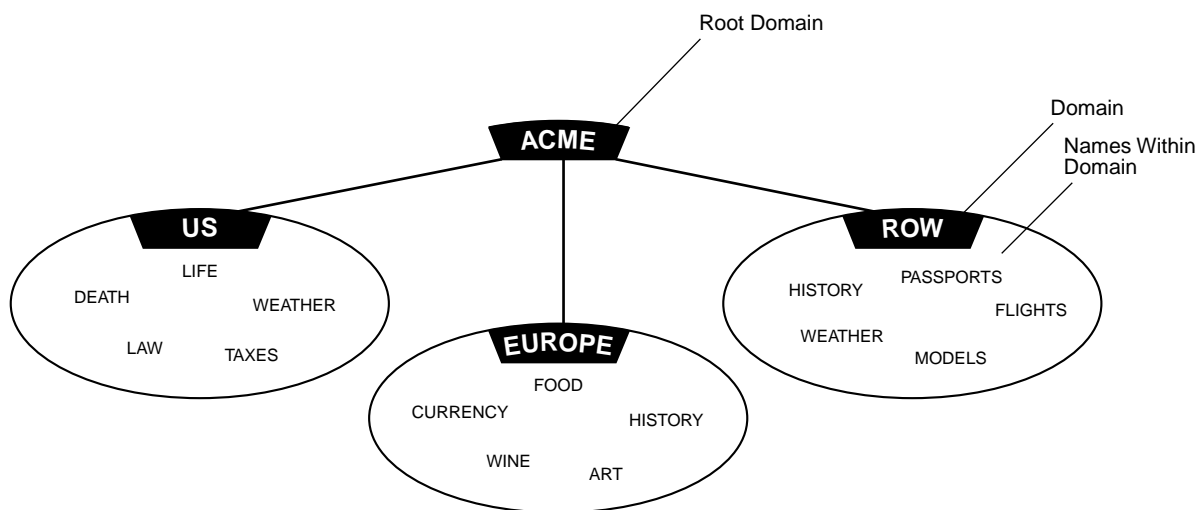 Root Domain
ACME
Domain
Names Within
Domain
US
LIFE
DEATH
WEATHER
LAW
TAXES
EUROPE
FOOD
CURRENCY
HISTORY
WINE
ART
ROW
PASSPORTS
HISTORY
FLIGHTS
WEATHER
MODELS